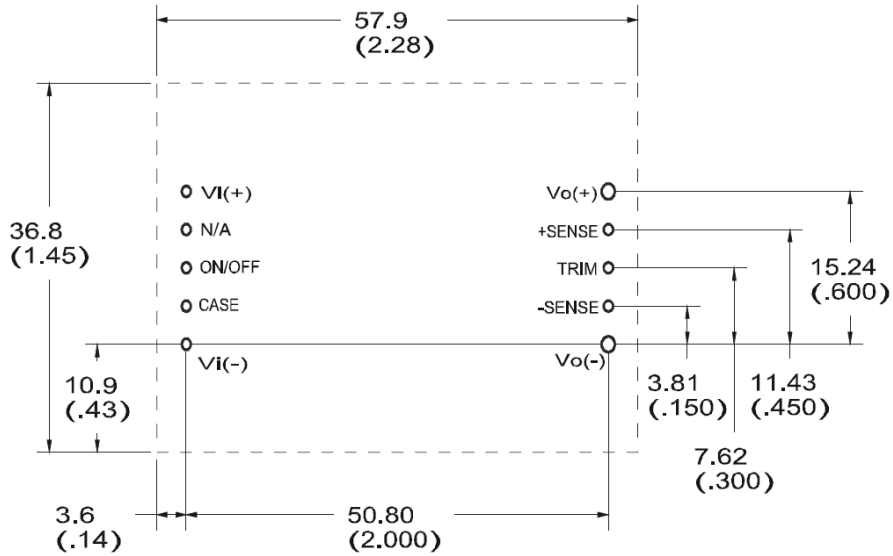 57.9
(2.28)
VI(+)
Vo(+)
36.8
(1.45)
N/A
+SENSE
ON/OFF
TRIM
15.24
(.600)
CASE
-SENSE
Vi(-)
Vo(-)
10.9
(.43)
3.81
(.150)
11.43
(.450)
7.62
(.300)
3.6
(.14)
50.80
(2.000)